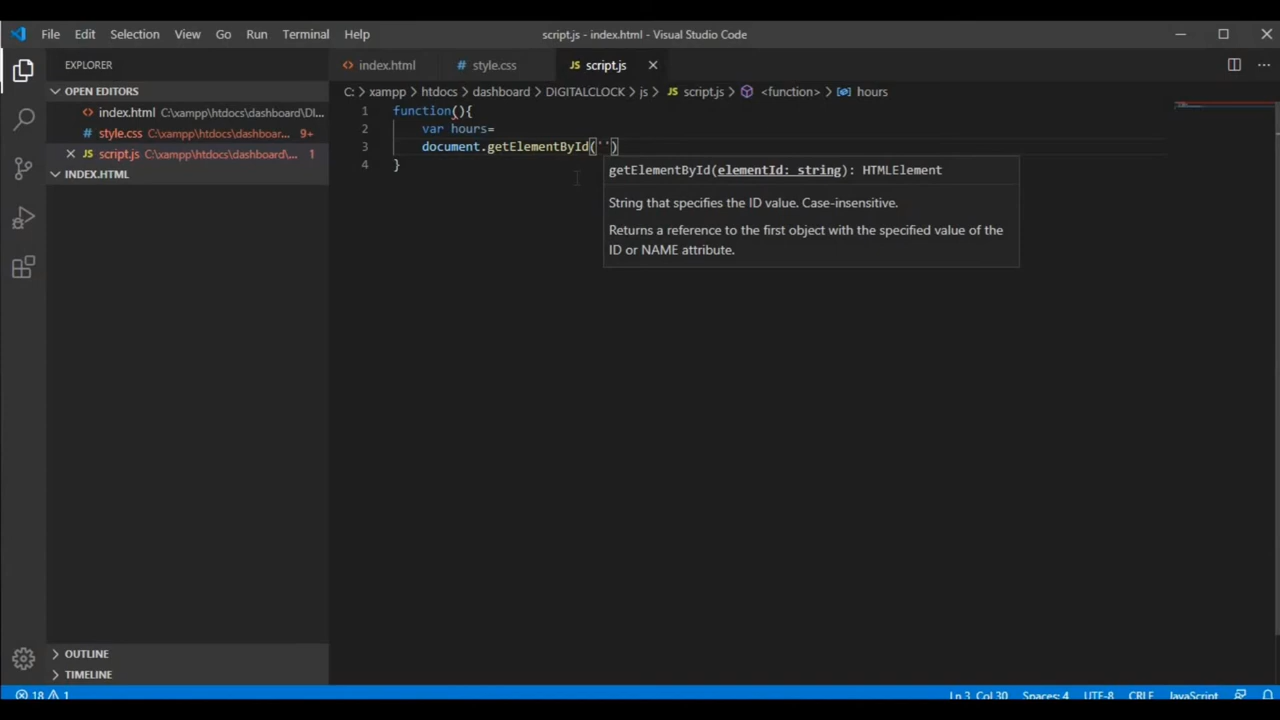 File Edit Selection View Go Run Terminal Help script.js - index.html - Visual Studio Code
EXPLORER
index.html style.css script.js
OPEN EDITORS
index.html C:\xampp\htdocs\dashboard\DI...
style.css C:\xampp\htdocs\dashboar... 9+
script.js C:\xampp\htdocs\dashboard\... 1
INDEX.HTML
OUTLINE
TIMELINE
C: > xampp > htdocs > dashboard > DIGITALCLOCK > js > JS script.js > <function> > hours
1 function(){
2 var hours=
3 document.getElementById('')
4 }
getElementById(elementId: string): HTMLElement
String that specifies the ID value. Case-insensitive.
Returns a reference to the first object with the specified value of the
ID or NAME attribute.
18 1 Ln 3, Col 30 Spaces: 4 UTF-8 CRLF JavaScript